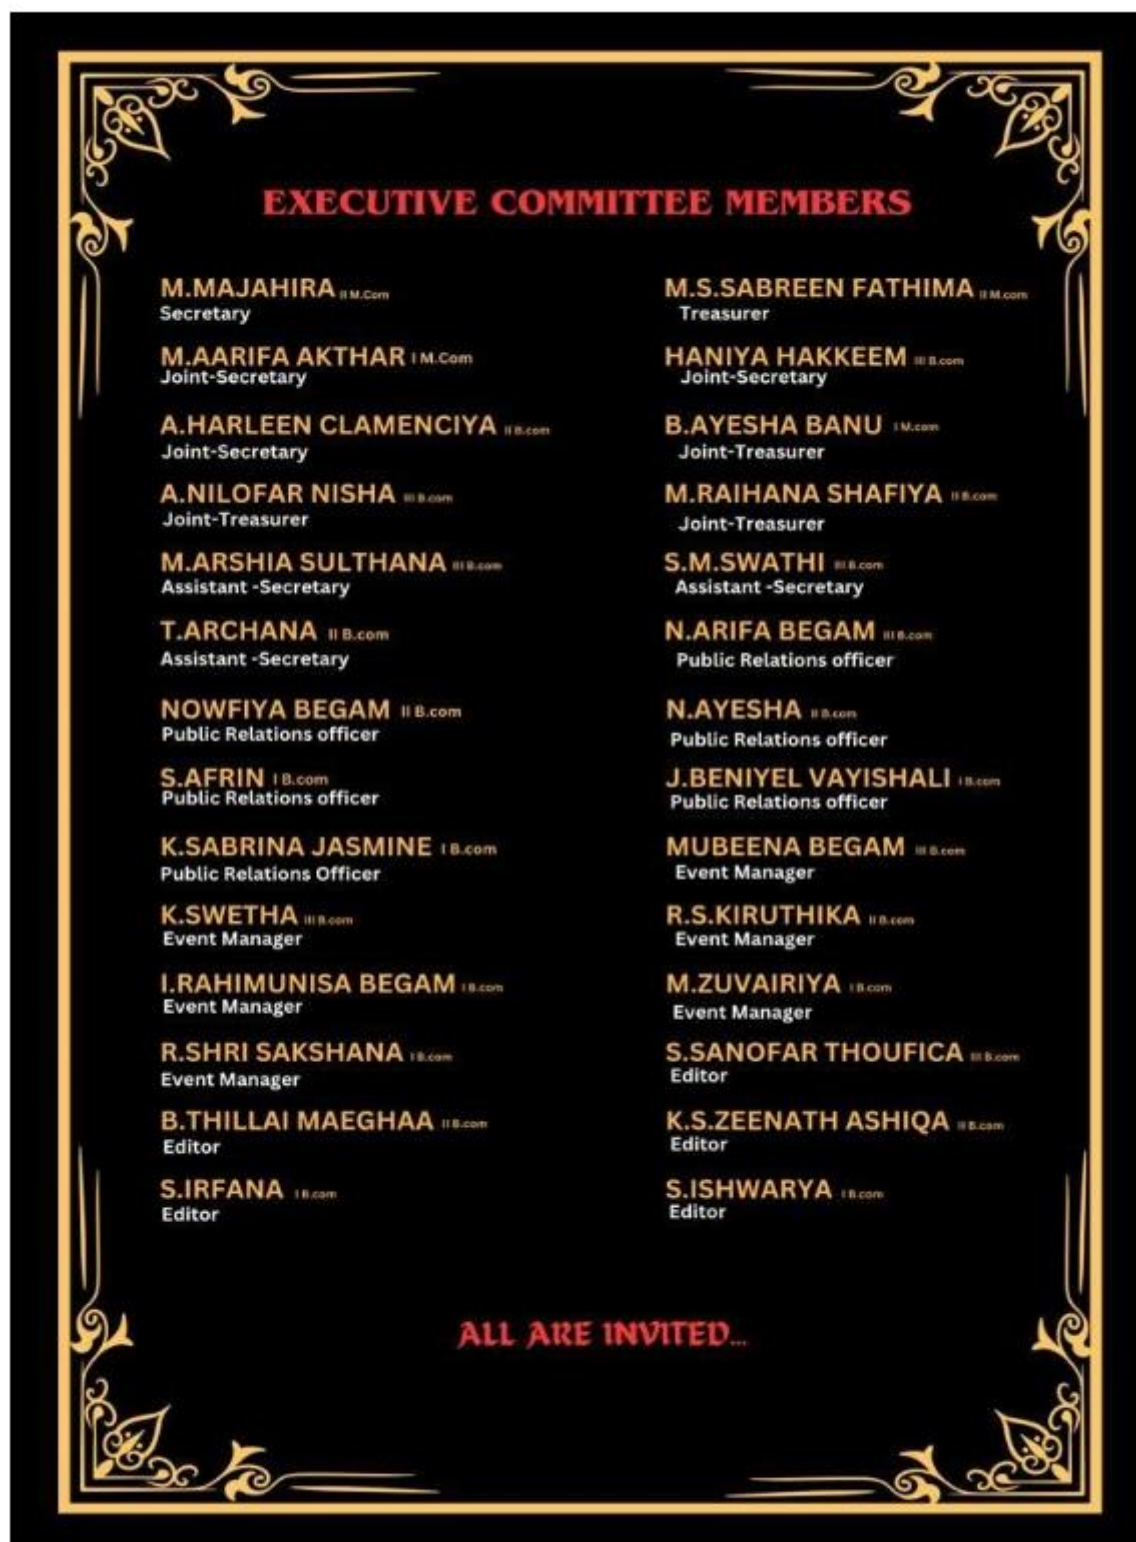 EXECUTIVE COMMITTEE MEMBERS
M.MAJAHIRA II M.Com
Secretary
M.S.SABREEN FATHIMA II M.com
Treasurer
M.AARIFA AKTHAR I M.Com
Joint-Secretary
HANIYA HAKKEEM III B.com
Joint-Secretary
A.HARLEEN CLAMENCIYA II B.com
Joint-Secretary
B.AYESHA BANU I M.com
Joint-Treasurer
A.NILOFAR NISHA III B.com
Joint-Treasurer
M.RAIHANA SHAFIYA II B.com
Joint-Treasurer
M.ARSHIA SULTHANA III B.com
Assistant -Secretary
S.M.SWATHI III B.com
Assistant -Secretary
T.ARCHANA II B.com
Assistant -Secretary
N.ARIFA BEGAM III B.com
Public Relations officer
NOWFIYA BEGAM II B.com
Public Relations officer
N.AYESHA II B.com
Public Relations officer
S.AFRIN I B.com
Public Relations officer
J.BENIYEL VAYISHALI I B.com
Public Relations officer
K.SABRINA JASMINE I B.com
Public Relations Officer
MUBEENA BEGAM III B.com
Event Manager
K.SWETHA III B.com
Event Manager
R.S.KIRUTHIKA II B.com
Event Manager
I.RAHIMUNISA BEGAM I B.com
Event Manager
M.ZUVAIRIYA I B.com
Event Manager
R.SHRI SAKSHANA I B.com
Event Manager
S.SANOFAR THOUFICA III B.com
Editor
B.THILLAI MAEGHAA II B.com
Editor
K.S.ZEENATH ASHIQA II B.com
Editor
S.IRFANA I B.com
Editor
S.ISHWARYA I B.com
Editor
ALL ARE INVITED...